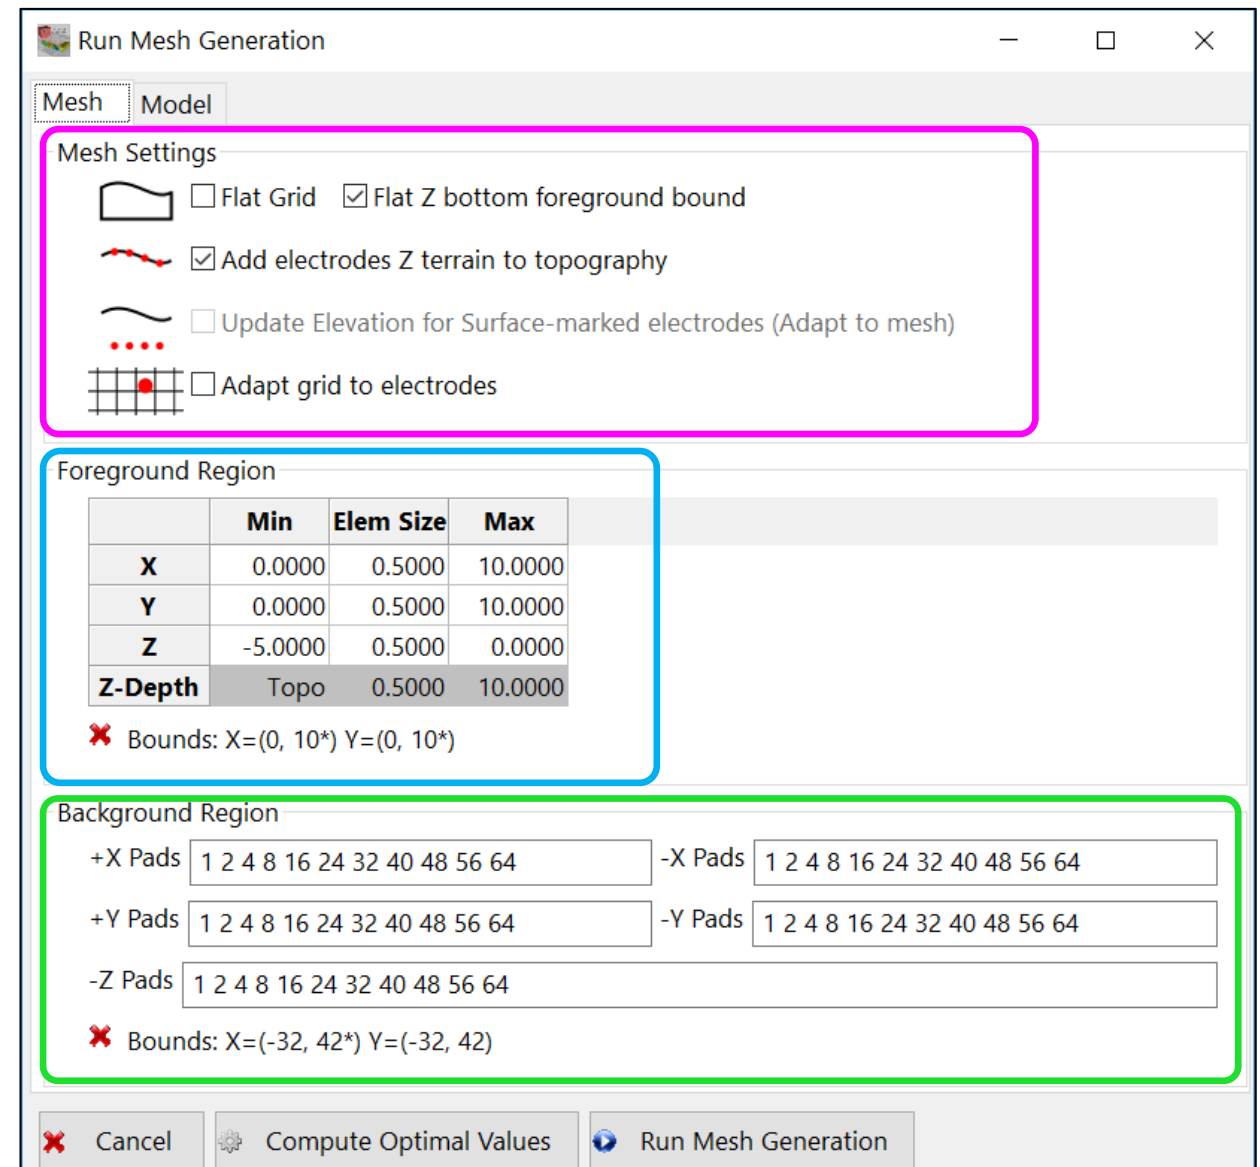 Run Mesh Generation
Mesh Model
Mesh Settings
Flat Grid Flat Z bottom foreground bound
Add electrodes Z terrain to topography
Update Elevation for Surface-marked electrodes (Adapt to mesh)
Adapt grid to electrodes
Foreground Region
Min Elem Size Max
X 0.0000 0.5000 10.0000
Y 0.0000 0.5000 10.0000
Z -5.0000 0.5000 0.0000
Z-Depth Topo 0.5000 10.0000
Bounds: X=(0, 10*) Y=(0, 10*)
Background Region
+X Pads 1 2 4 8 16 24 32 40 48 56 64 -X Pads 1 2 4 8 16 24 32 40 48 56 64
+Y Pads 1 2 4 8 16 24 32 40 48 56 64 -Y Pads 1 2 4 8 16 24 32 40 48 56 64
-Z Pads 1 2 4 8 16 24 32 40 48 56 64
Bounds: X=(-32, 42*) Y=(-32, 42)
Cancel Compute Optimal Values Run Mesh Generation